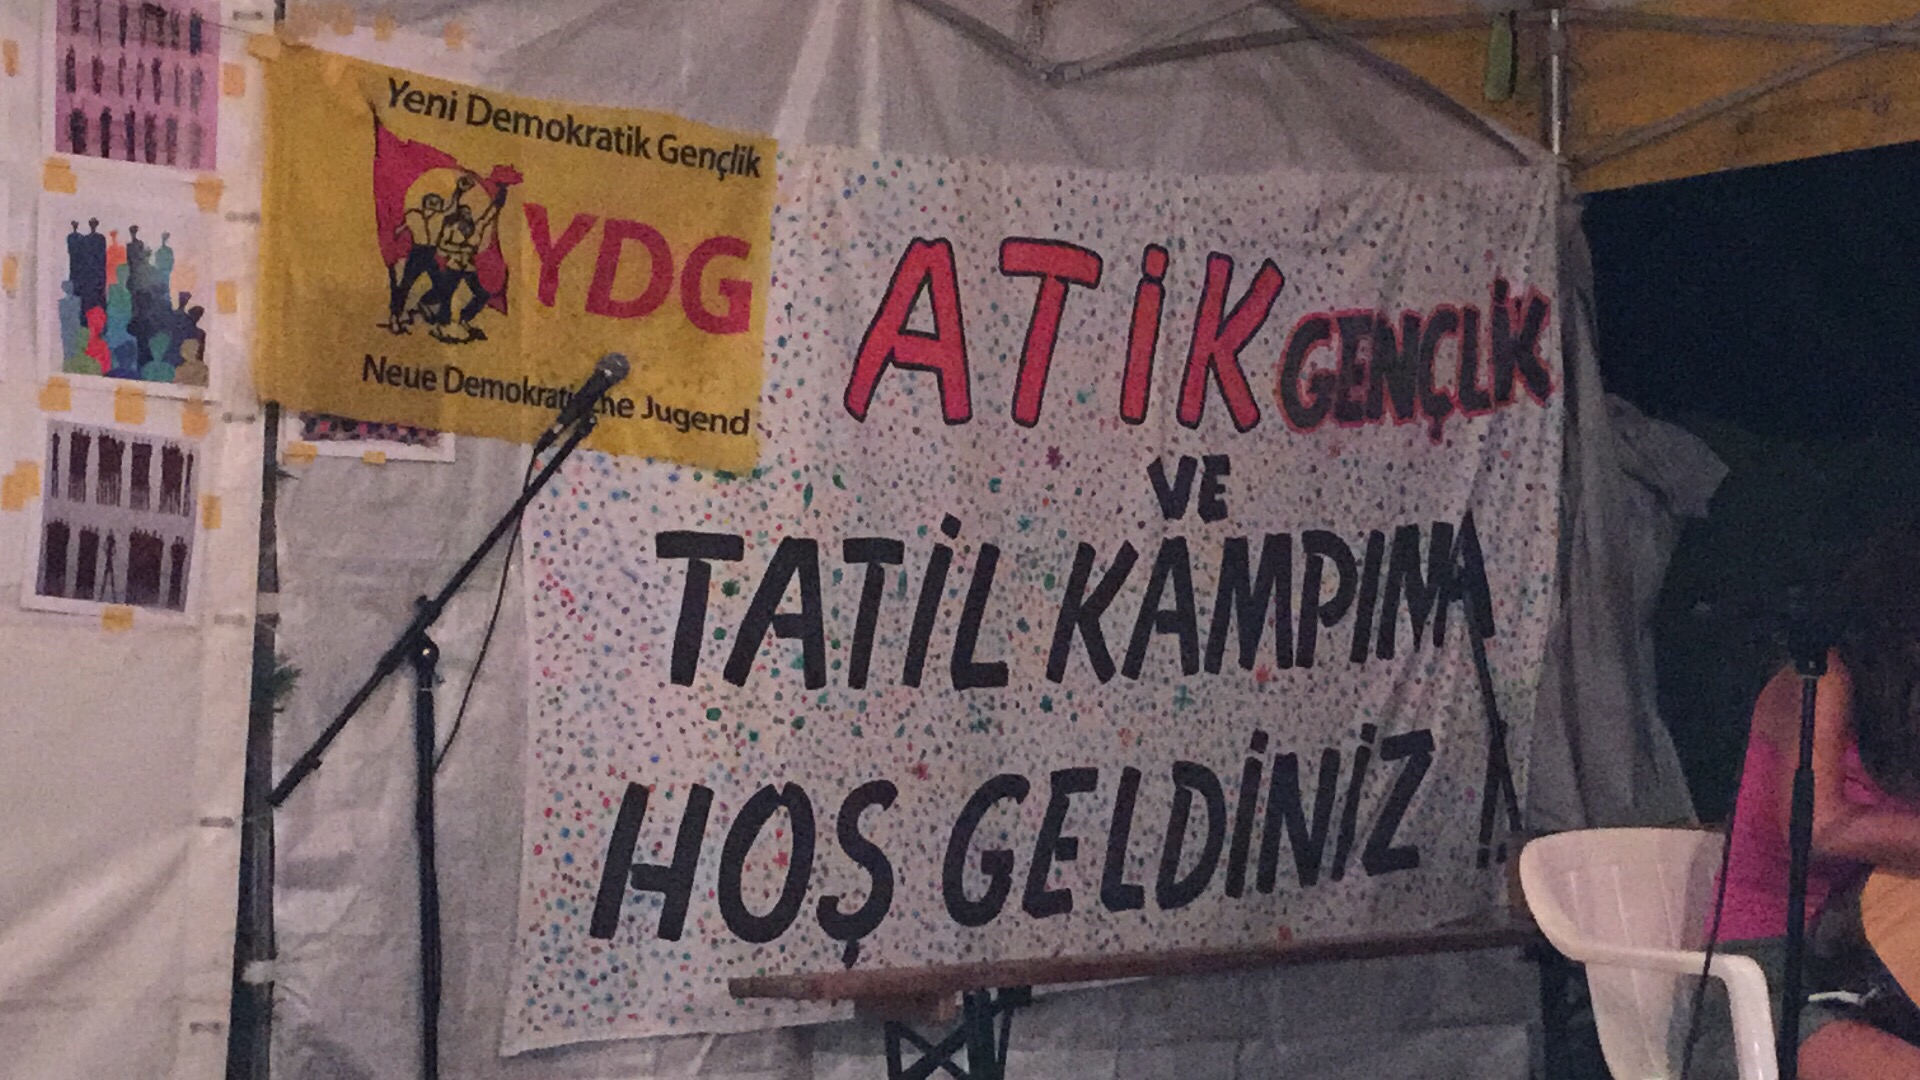 Yeni Demokratik Gençlik
YDG
Neue Demokratische Jugend
ATİK GENÇLİK
VE
TATİL KAMPINA
HOŞ GELDİNİZ !